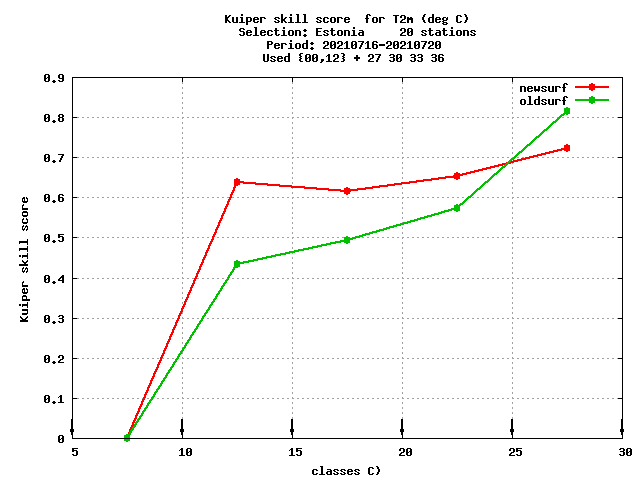 Kuiper skill score  for T2m (deg C)
Selection: Estonia     20 stations
Period: 20210716-20210720
Used {00,12} + 27 30 33 36
newsurf
oldsurf
0.9
0.8
0.7
0.6
0.5
0.4
0.3
0.2
0.1
0
Kuiper skill score
5 10 15 20 25 30
classes C)